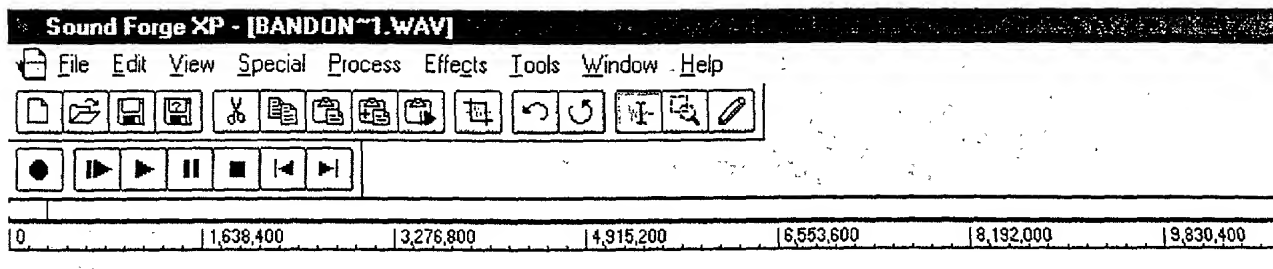 Sound Forge XP - [BANDON~1.WAV]
File Edit View Special Process Effects Tools Window Help
0 1,638,400 3,276,800 4,915,200 6,553,600 8,192,000 9,830,400